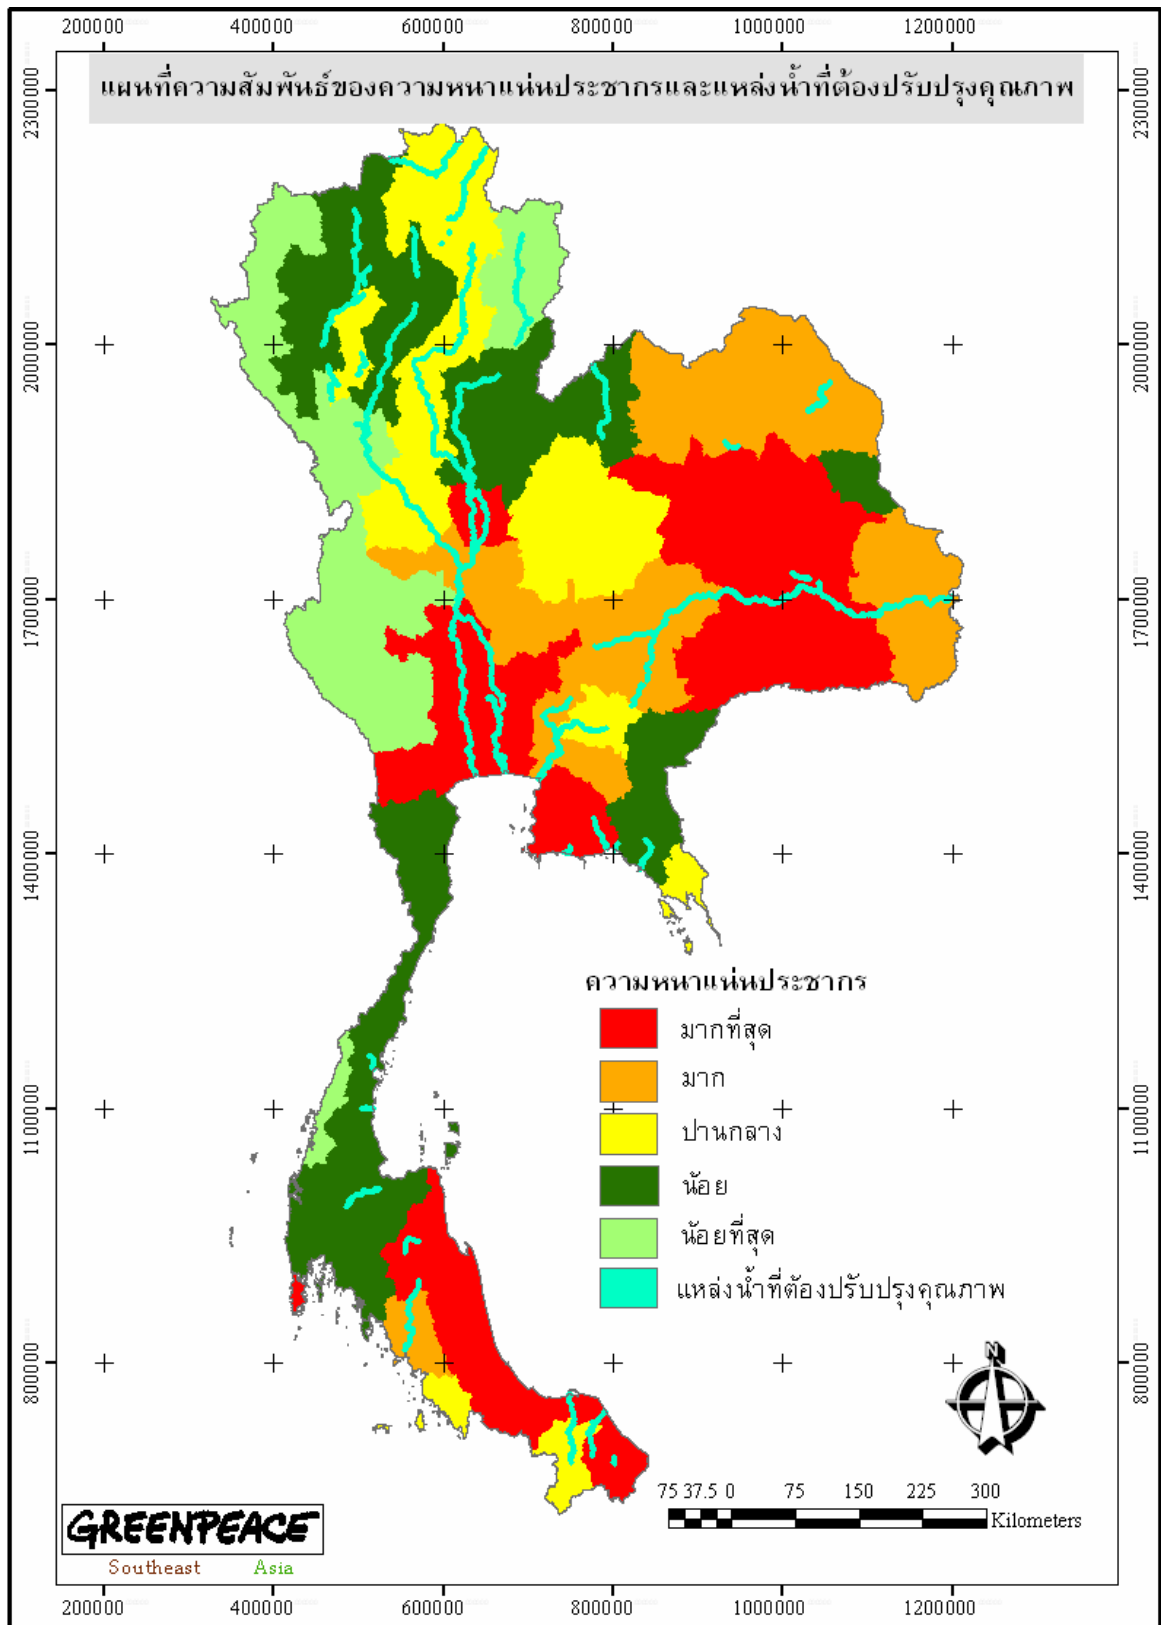 200000 400000 600000 800000 1000000 1200000
แผนที่ความสัมพันธ์ของความหนาแน่นประชากรและแหล่งน้ำที่ต้องปรับปรุงคุณภาพ
2300000 2300000
2000000 2000000
1700000 1700000
1400000 1400000
ความหนาแน่นประชากร
มากที่สุด
มาก
ปานกลาง
น้อย
น้อยที่สุด
แหล่งน้ำที่ต้องปรับปรุงคุณภาพ
1100000 1100000
800000 800000
N
75 37.5 0 75 150 225 300
Kilometers
GREENPEACE
Southeast Asia
200000 400000 600000 800000 1000000 1200000